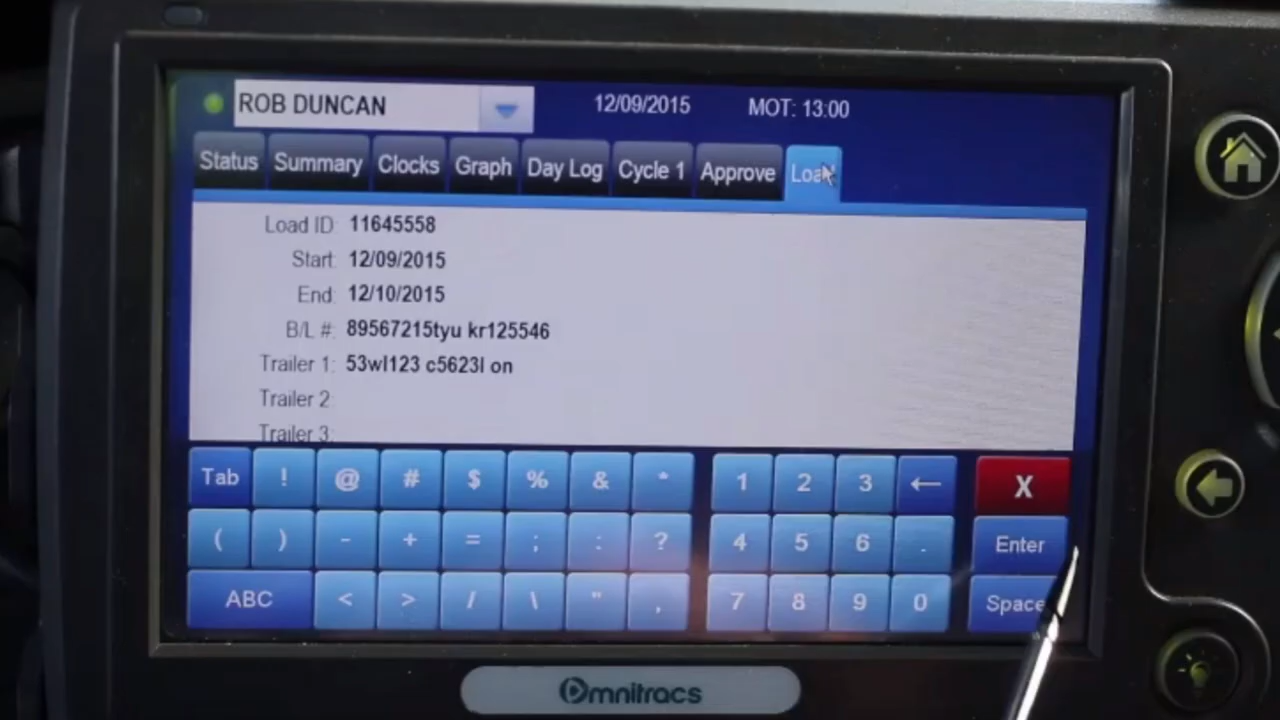 ROB DUNCAN 12/09/2015 MOT: 13:00
Status Summary Clocks Graph Day Log Cycle 1 Approve Load
Load ID: 11645558
Start: 12/09/2015
End: 12/10/2015
B/L #: 89567215tyu kr125546
Trailer 1: 53wl123 c5623l on
Trailer 2:
Trailer 3:
Tab ! @ # $ % & * 1 2 3 ← X
( ) - + = ; : ? 4 5 6 . Enter
ABC < > / \ " , 7 8 9 0 Space
Omnitracs